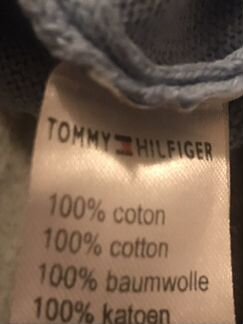 TOMMY HILFIGER
100% coton
100% cotton
100% baumwolle
100% katoen